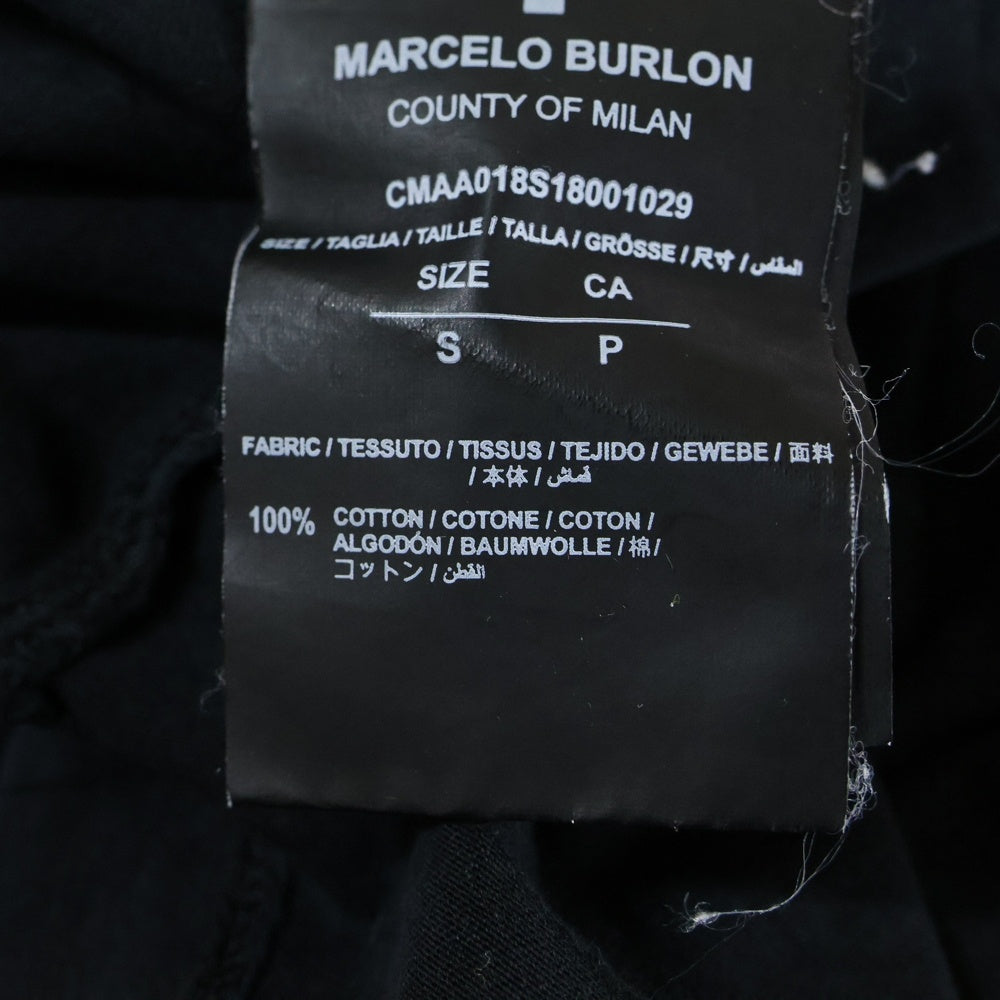 MARCELO BURLON
COUNTY OF MILAN
CMAA018S18001029
SIZE / TAGLIA / TAILLE / TALLA / GRÖSSE / 尺寸 / المقاس
SIZE CA
S P
FABRIC / TESSUTO / TISSUS / TEJIDO / GEWEBE / 面料
/ 本体 / قماش
100% COTTON / COTONE / COTON /
ALGODÓN / BAUMWOLLE / 棉 /
コットン / القطن